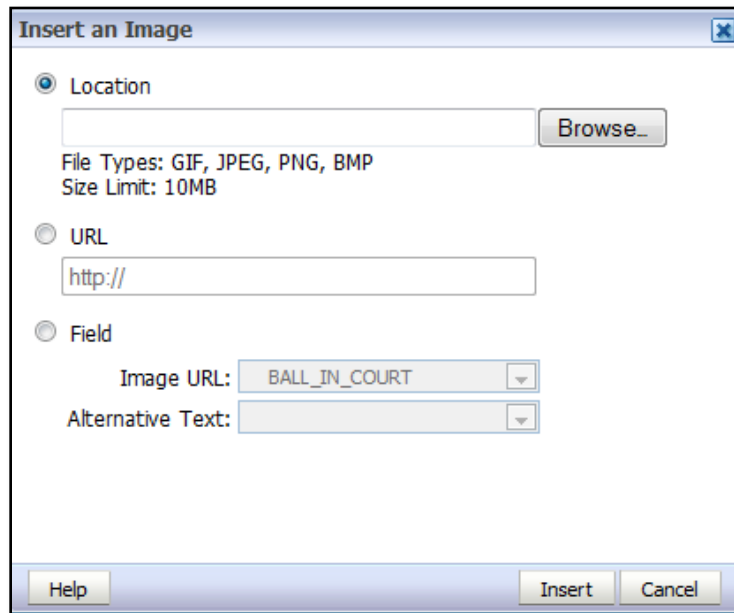 Insert an Image
Location
Browse...
File Types: GIF, JPEG, PNG, BMP
Size Limit: 10MB
URL
http://
Field
Image URL: BALL_IN_COURT
Alternative Text:
Help Insert Cancel